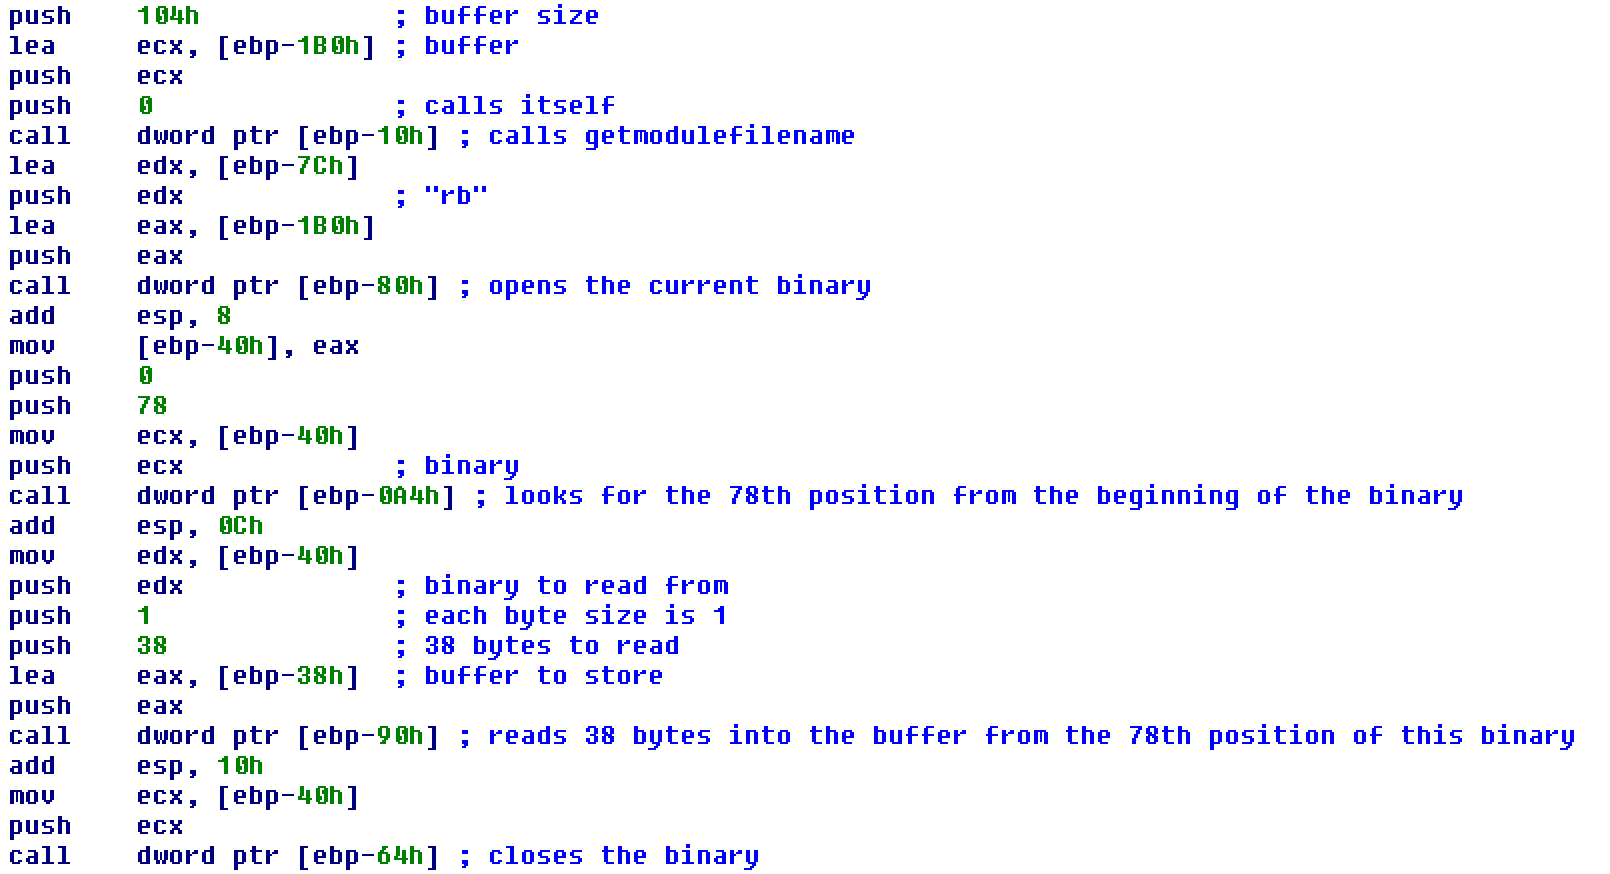 push 104h ; buffer size
lea ecx, [ebp-1B0h] ; buffer
push ecx
push 0 ; calls itself
call dword ptr [ebp-10h] ; calls getmodulefilename
lea edx, [ebp-7Ch]
push edx ; "rb"
lea eax, [ebp-1B0h]
push eax
call dword ptr [ebp-80h] ; opens the current binary
add esp, 8
mov [ebp-40h], eax
push 0
push 78
mov ecx, [ebp-40h]
push ecx ; binary
call dword ptr [ebp-0A4h] ; looks for the 78th position from the beginning of the binary
add esp, 0Ch
mov edx, [ebp-40h]
push edx ; binary to read from
push 1 ; each byte size is 1
push 38 ; 38 bytes to read
lea eax, [ebp-38h] ; buffer to store
push eax
call dword ptr [ebp-90h] ; reads 38 bytes into the buffer from the 78th position of this binary
add esp, 10h
mov ecx, [ebp-40h]
push ecx
call dword ptr [ebp-64h] ; closes the binary